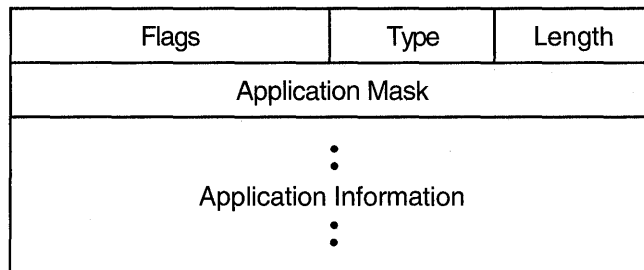 Flags Type Length
Application Mask
Application Information